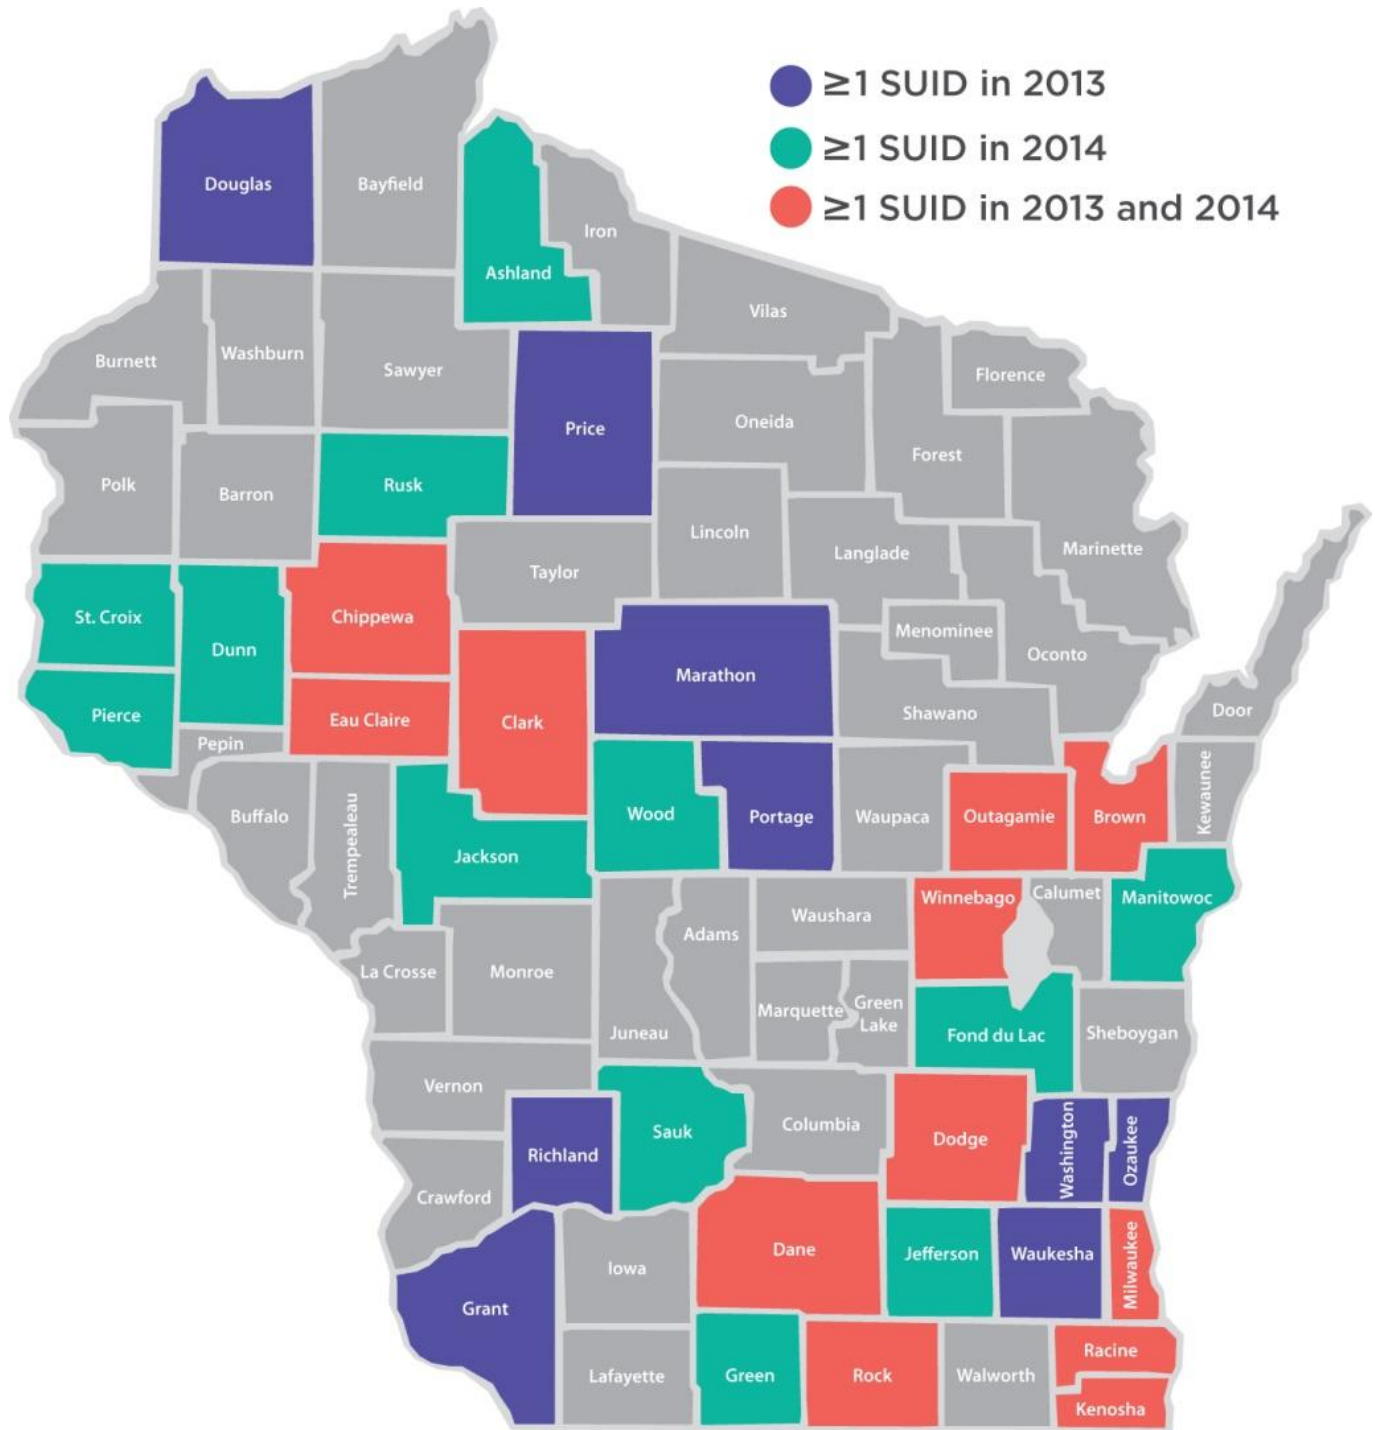 ≥1 SUID in 2013
≥1 SUID in 2014
≥1 SUID in 2013 and 2014
Douglas
Bayfield
Iron
Ashland
Vilas
Burnett
Washburn
Sawyer
Florence
Price
Oneida
Forest
Polk
Barron
Rusk
Lincoln
Langlade
Marinette
Taylor
St. Croix
Dunn
Chippewa
Menominee
Oconto
Marathon
Pierce
Eau Claire
Clark
Shawano
Door
Pepin
Buffalo
Trempealeau
Wood
Portage
Waupaca
Outagamie
Brown
Kewaunee
Jackson
Winnebago
Calumet
Manitowoc
Waushara
Adams
La Crosse
Monroe
Marquette
Green
Lake
Juneau
Fond du Lac
Sheboygan
Vernon
Columbia
Sauk
Dodge
Washington
Ozaukee
Richland
Crawford
Dane
Jefferson
Waukesha
Milwaukee
Iowa
Grant
Racine
Lafayette
Green
Rock
Walworth
Kenosha